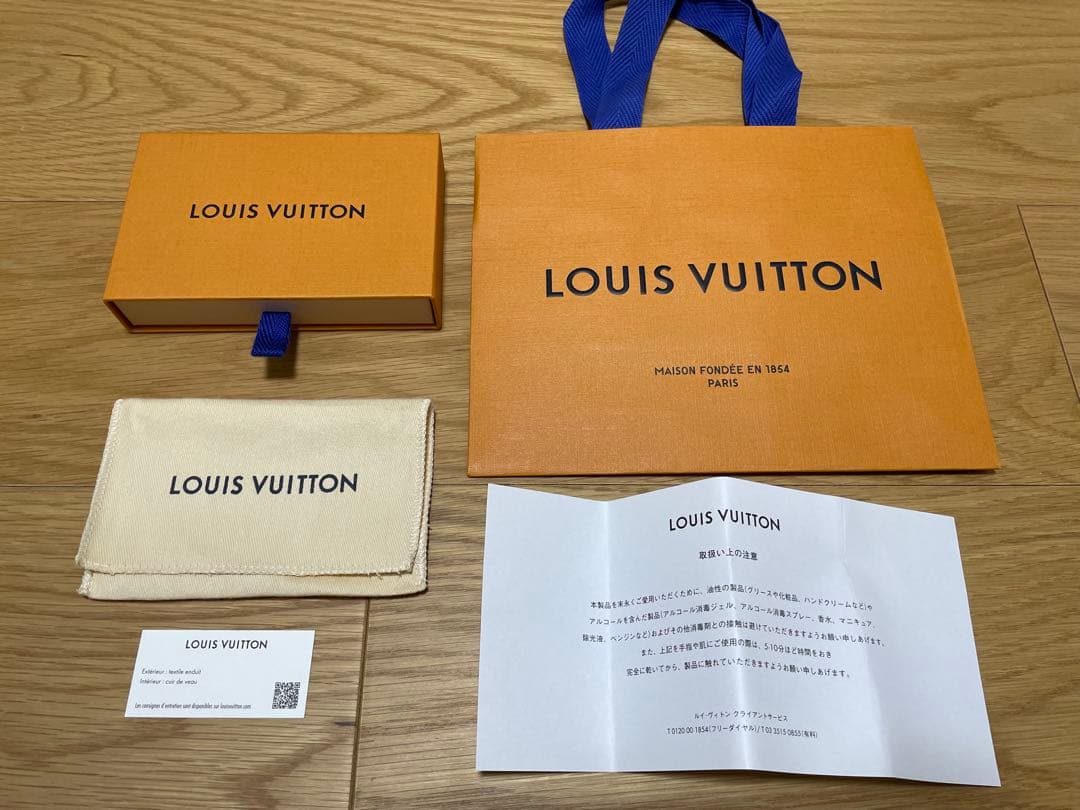 LOUIS VUITTON
LOUIS VUITTON
MAISON FONDÉE EN 1854
PARIS
LOUIS VUITTON
LOUIS VUITTON
取扱い上の注意
本製品を末永くご愛用いただくために、油性の製品(グリースや化粧品、ハンドクリームなど)や
アルコールを含んだ製品(アルコール消毒ジェル、アルコール消毒スプレー、香水、マニキュア、
除光液、ベンジンなど)およびその他消毒剤との接触は避けていただきますようお願い申しあげます。
また、上記を手指や肌にご使用の際は、5-10分ほど時間をおき
完全に乾いてから、製品に触れていただきますようお願い申しあげます。
ルイ・ヴィトン クライアントサービス
T 0120 00 1854(フリーダイヤル) / T 03 3515 0855(有料)
LOUIS VUITTON
Extérieur : textile enduit
Intérieur : cuir de veau
Les consignes d'entretien sont disponibles sur louisvuitton.com